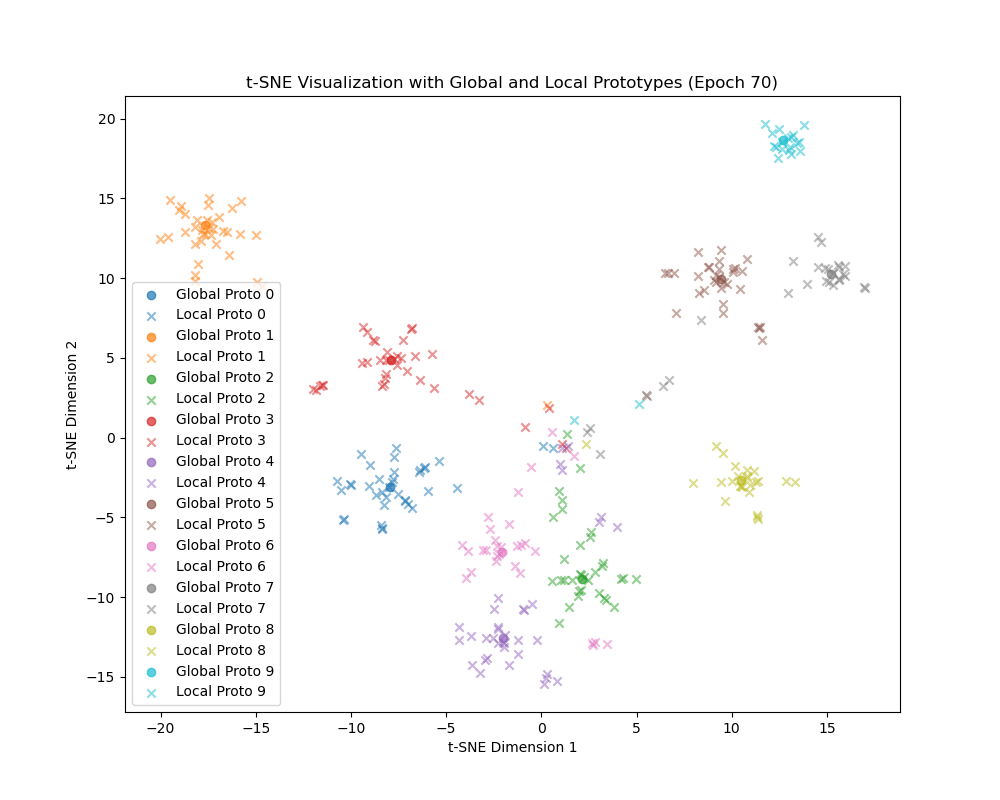 t-SNE Visualization with Global and Local Prototypes (Epoch 70)
20
15
10
5
0
−5
−10
−15
t-SNE Dimension 2
Global Proto 0
Local Proto 0
Global Proto 1
Local Proto 1
Global Proto 2
Local Proto 2
Global Proto 3
Local Proto 3
Global Proto 4
Local Proto 4
Global Proto 5
Local Proto 5
Global Proto 6
Local Proto 6
Global Proto 7
Local Proto 7
Global Proto 8
Local Proto 8
Global Proto 9
Local Proto 9
−20 −15 −10 −5 0 5 10 15
t-SNE Dimension 1